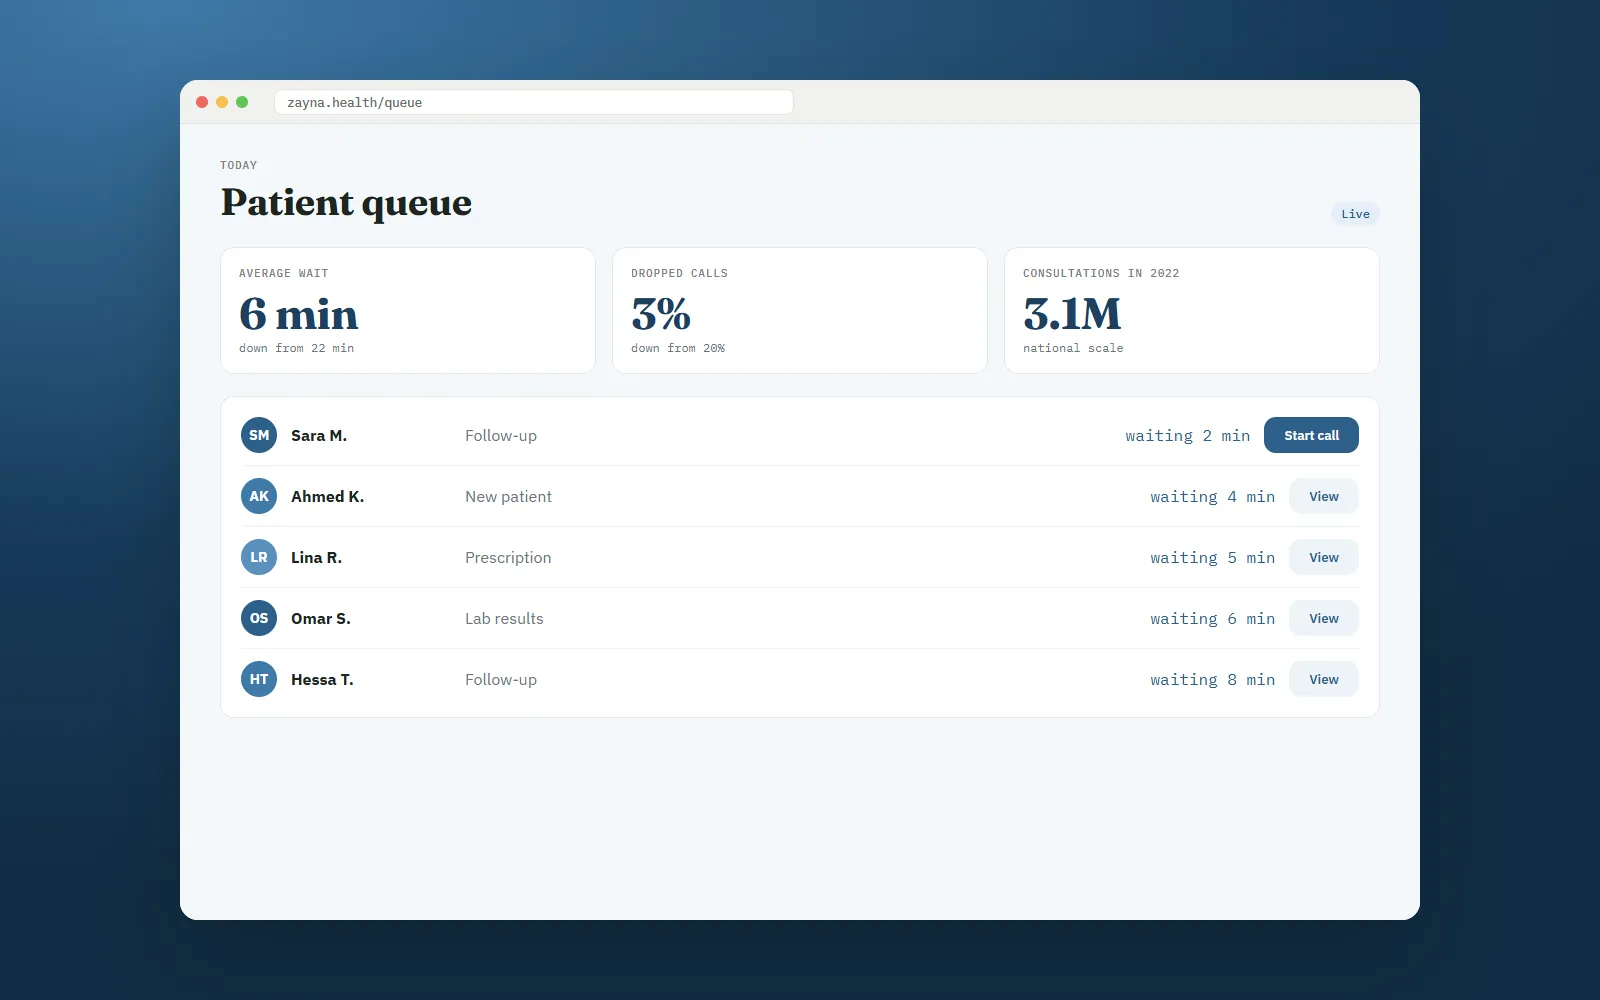 zayna.health/queue
TODAY
Patient queue
Live
AVERAGE WAIT
6 min
down from 22 min
DROPPED CALLS
3%
down from 20%
CONSULTATIONS IN 2022
3.1M
national scale
SM Sara M. Follow-up waiting 2 min Start call
AK Ahmed K. New patient waiting 4 min View
LR Lina R. Prescription waiting 5 min View
OS Omar S. Lab results waiting 6 min View
HT Hessa T. Follow-up waiting 8 min View